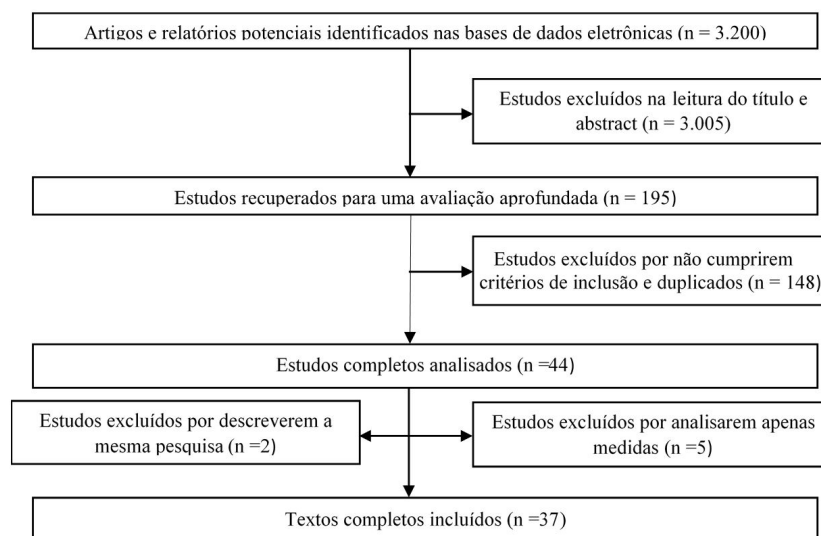 Artigos e relatórios potenciais identificados nas bases de dados eletrônicas (n = 3.200)
Estudos excluídos na leitura do título e
abstract (n = 3.005)
Estudos recuperados para uma avaliação aprofundada (n = 195)
Estudos excluídos por não cumprirem
critérios de inclusão e duplicados (n = 148)
Estudos completos analisados (n =44)
Estudos excluídos por descreverem a
mesma pesquisa (n =2)
Estudos excluídos por analisarem apenas
medidas (n =5)
Textos completos incluídos (n =37)